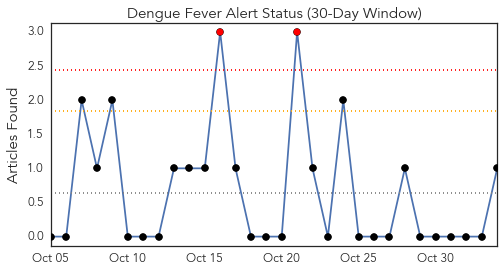 Dengue Fever Alert Status (30-Day Window)
Articles Found
3.0
2.5
2.0
1.5
1.0
0.5
0.0
Oct 05
Oct 10
Oct 15
Oct 20
Oct 25
Oct 30